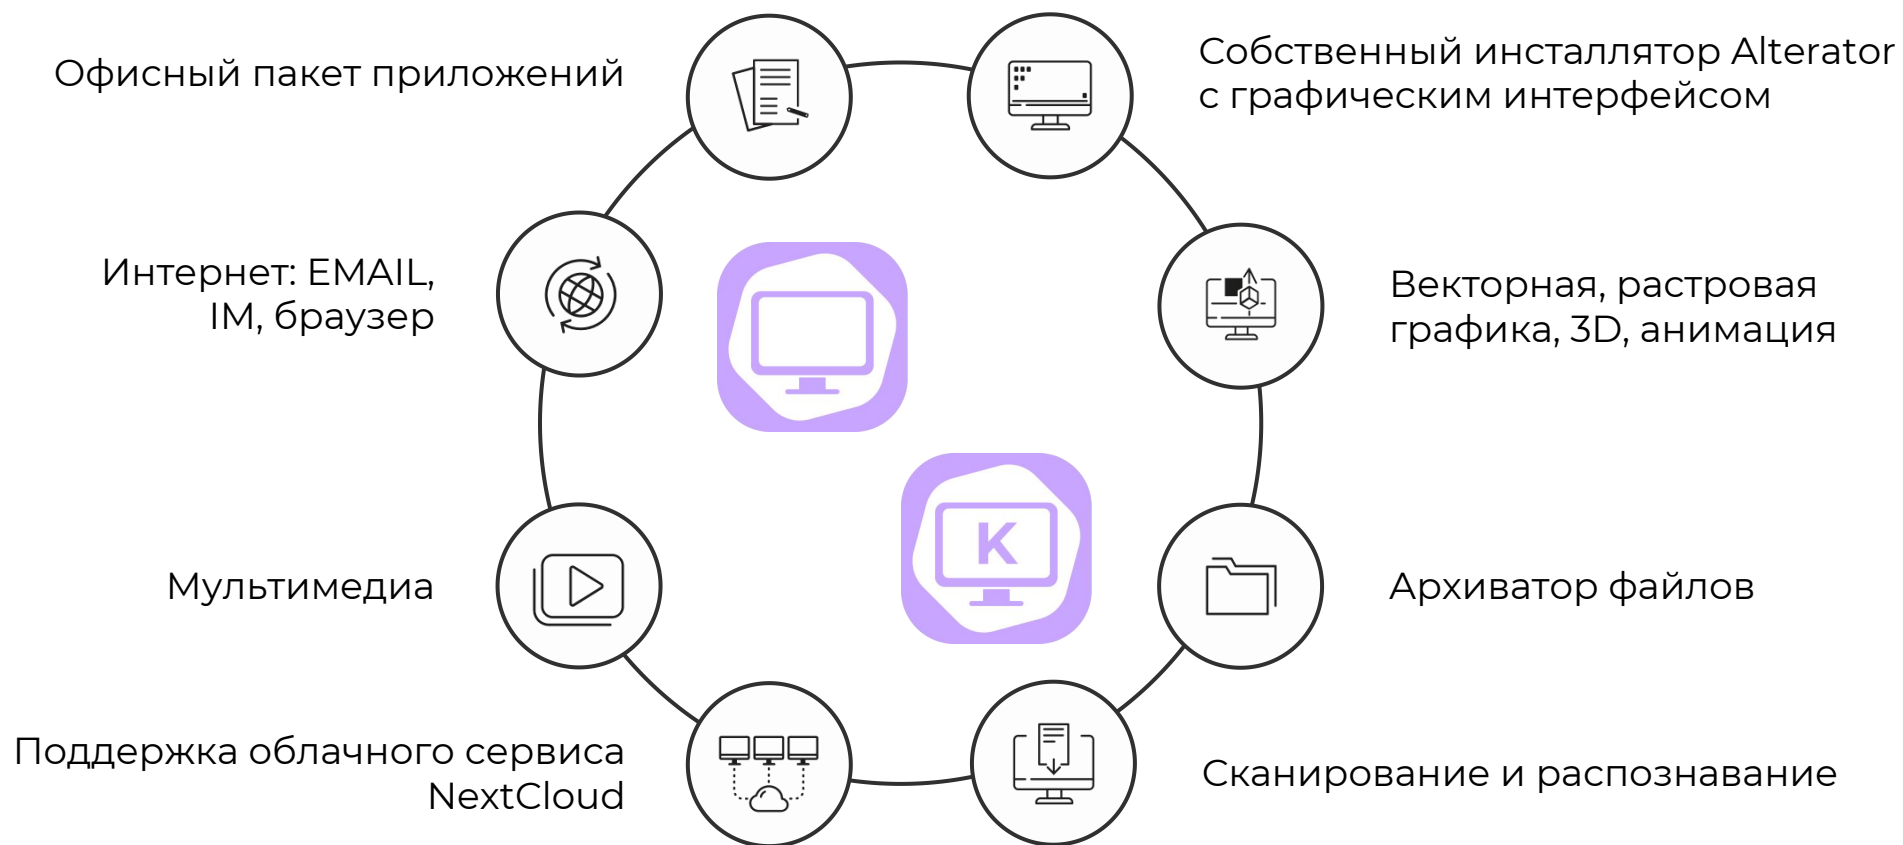 Офисный пакет приложений
Собственный инсталлятор Alterator
с графическим интерфейсом
Интернет: EMAIL,
IM, браузер
Векторная, растровая
графика, 3D, анимация
K
Мультимедиа
Архиватор файлов
Поддержка облачного сервиса
NextCloud
Сканирование и распознавание